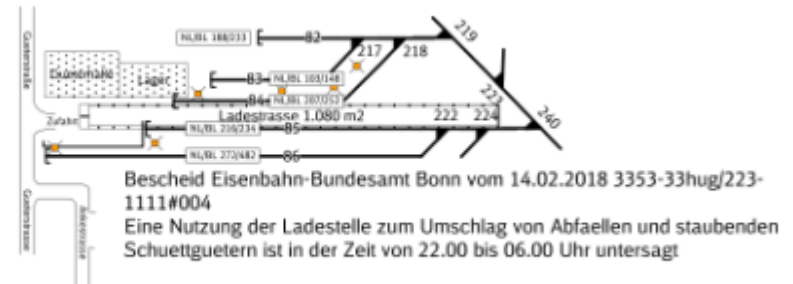 NL/BL 188/233
82
219
217
218
Lager
83
NL/BL 103/148
84
NL/BL 207/252
223
Zufahrt
Ladestrasse 1.080 m2
222
224
240
NL/BL 216/234
85
NL/BL 272/482
86
Bescheid Eisenbahn-Bundesamt Bonn vom 14.02.2018 3353-33hug/223-
1111#004
Eine Nutzung der Ladestelle zum Umschlag von Abfaellen und staubenden
Schuettguetern ist in der Zeit von 22.00 bis 06.00 Uhr untersagt